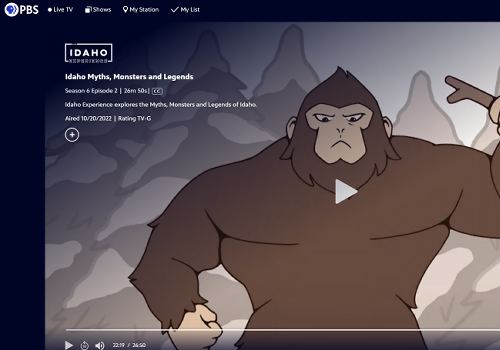 PBS
Live TV
Shows
My Station
My List
IDAHO
EXPERIENCE
Idaho Myths, Monsters and Legends
Season 6 Episode 2 | 26m 50s | CC
Idaho Experience explores the Myths, Monsters and Legends of Idaho.
Aired 10/20/2022 | Rating TV-G
22:19 / 26:50